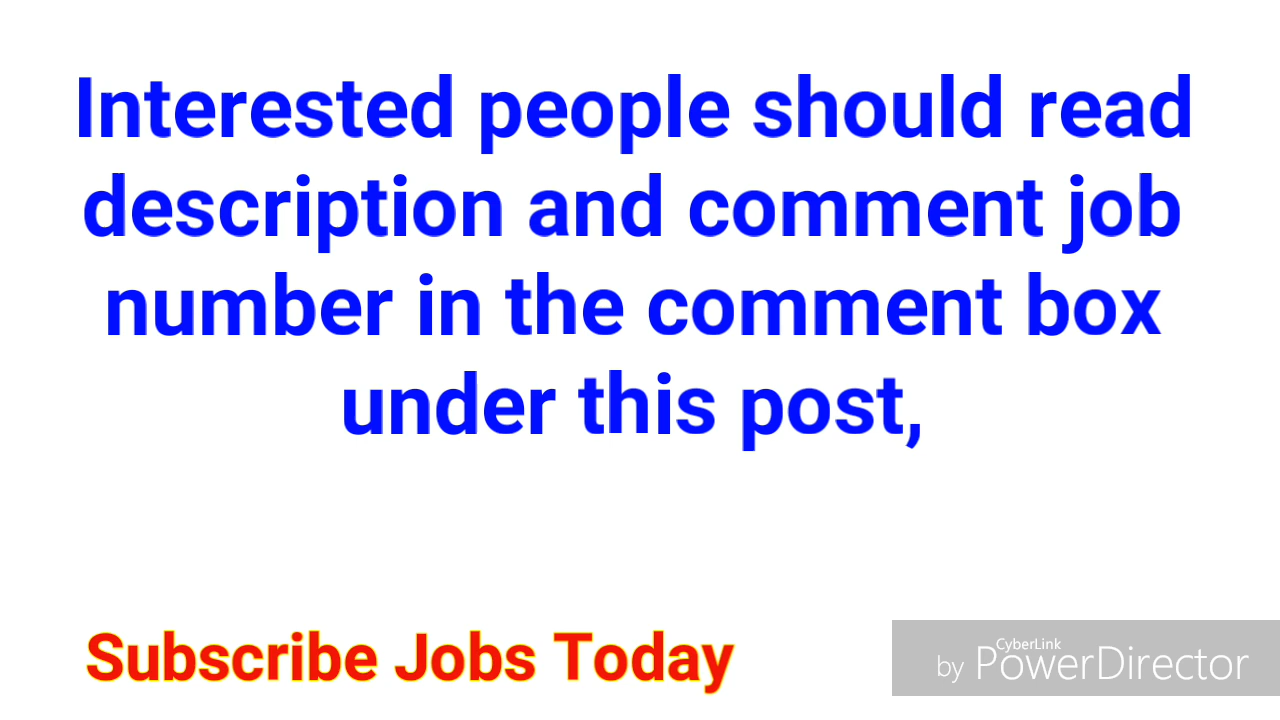 Interested people should read
description and comment job
number in the comment box
under this post,
Subscribe Jobs Today
CyberLink
by PowerDirector